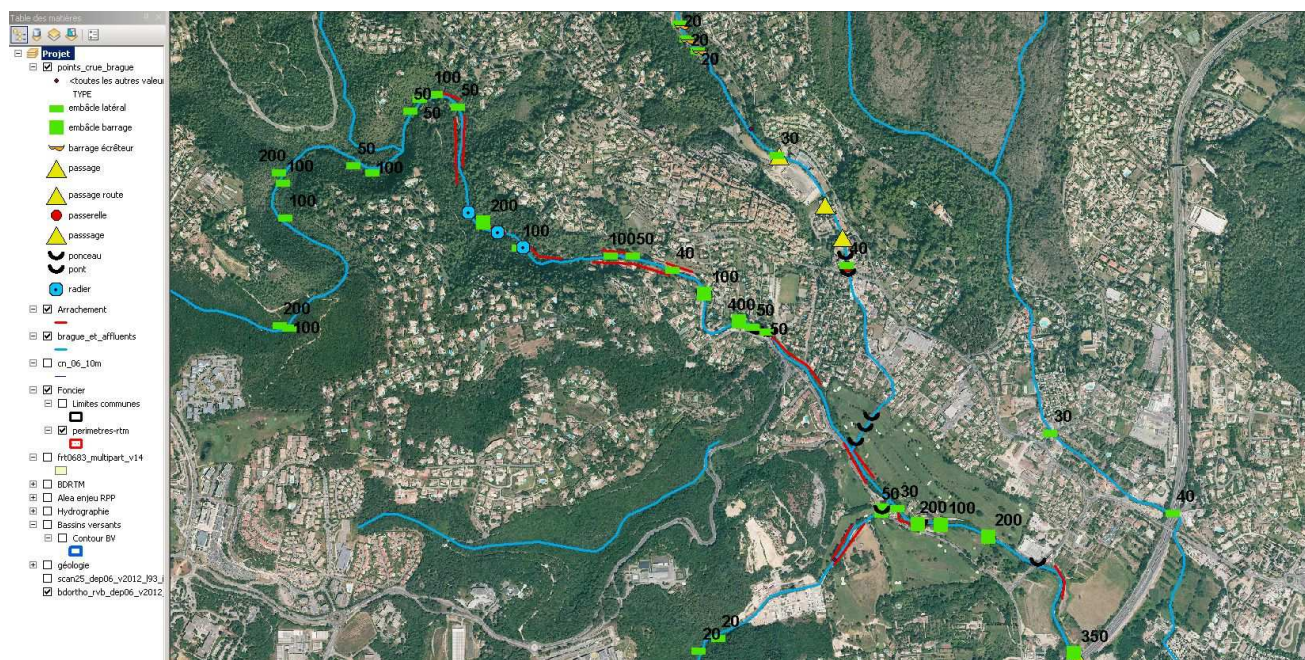 Table des matières
Projet
points_crue_brague
<toutes les autres valeu
TYPE
embâcle latéral
embâcle barrage
barrage écrêteur
passage
passage route
passerelle
passsage
ponceau
pont
radier
Arrachement
brague_et_affluents
cn_06_10m
Foncier
Limites communes
perimetres-rtm
frt0683_multipart_v14
BDRTM
Alea enjeu RPP
Hydrographie
Bassins versants
Contour BV
géologie
scan25_dep06_v2012_l93_i
bdortho_rvb_dep06_v2012_
20
20
20
100
50
50
50
50
100
200
100
100
200
100
200
100
100
50
40
100
400
50
50
30
40
30
40
50
30
200
100
200
350
20
20